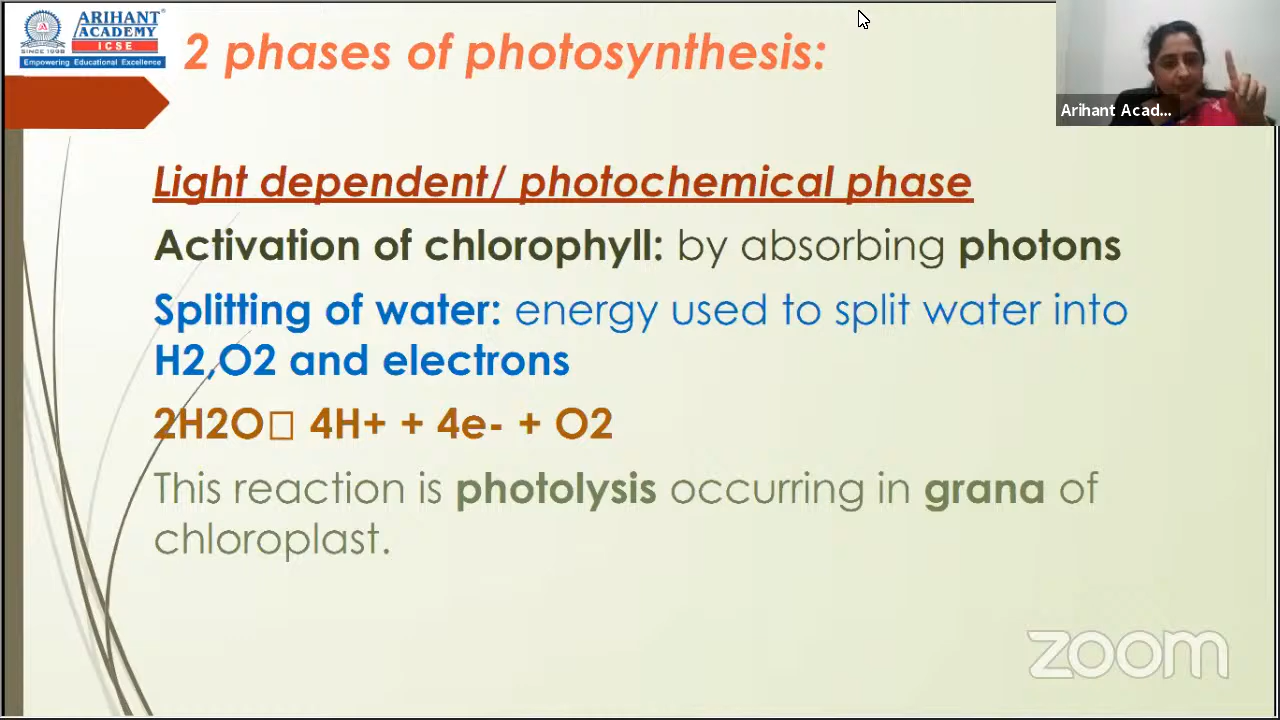 ARIHANT
ACADEMY
ICSE
SINCE 1998
Empowering Educational Excellence
2 phases of photosynthesis:
Arihant Acad...
Light dependent/ photochemical phase
Activation of chlorophyll: by absorbing photons
Splitting of water: energy used to split water into
H2,O2 and electrons
2H2O□ 4H+ + 4e- + O2
This reaction is photolysis occurring in grana of
chloroplast.
zoom